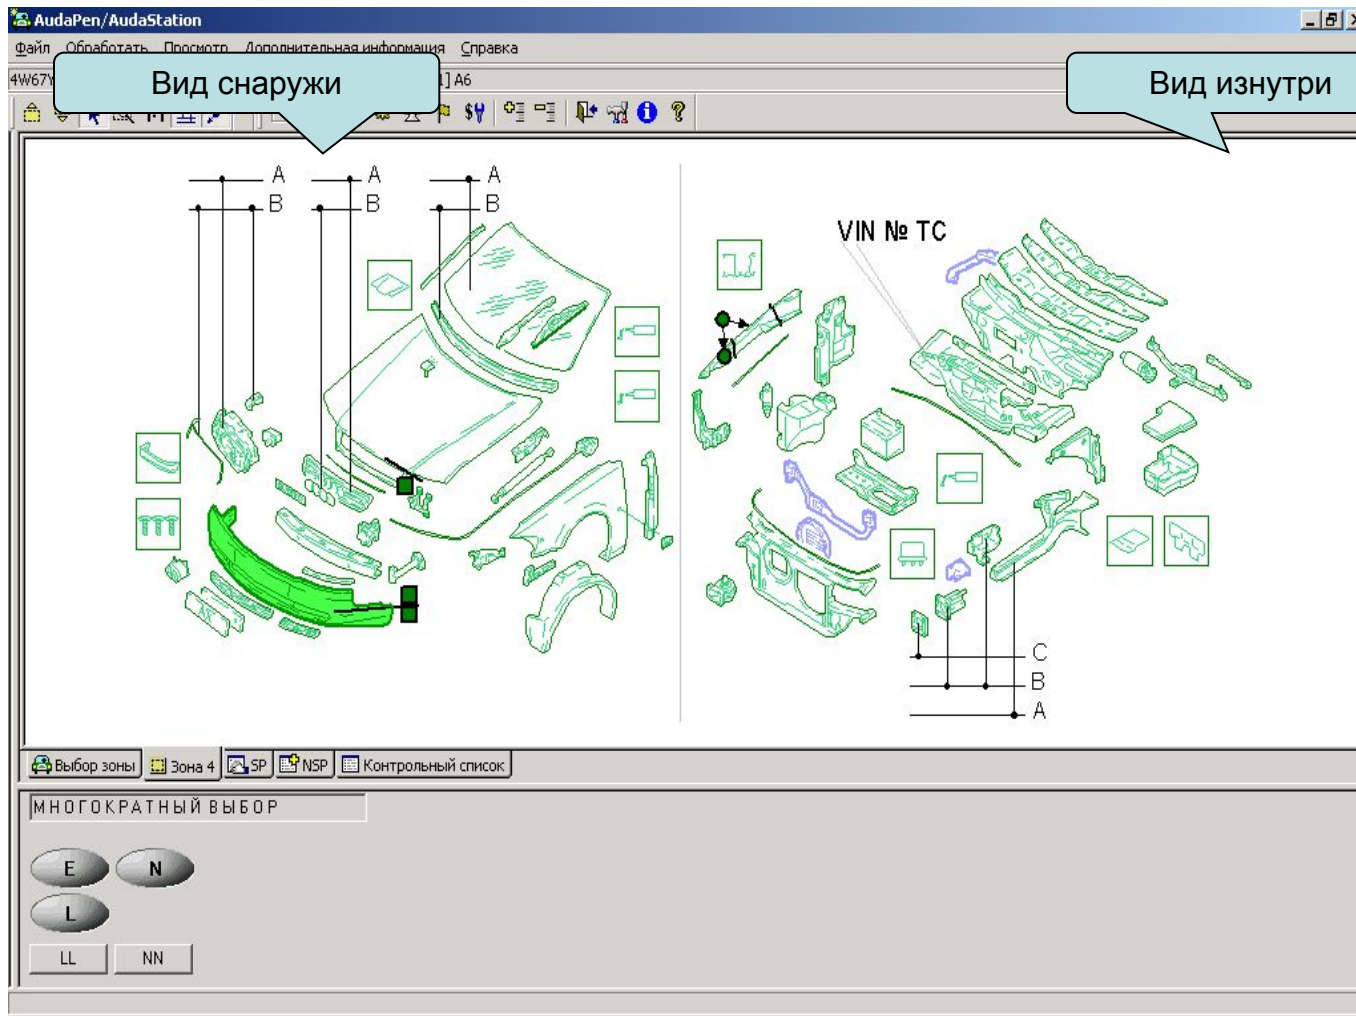 AudaPen/AudaStation
Файл Обработать Просмотр Дополнительная информация Справка
Вид снаружи
Вид изнутри
] A6
A A A
B B B
VIN № TC
C
B
A
Выбор зоны Зона 4 SP NSP Контрольный список
МНОГОКРАТНЫЙ ВЫБОР
E N
L
LL NN